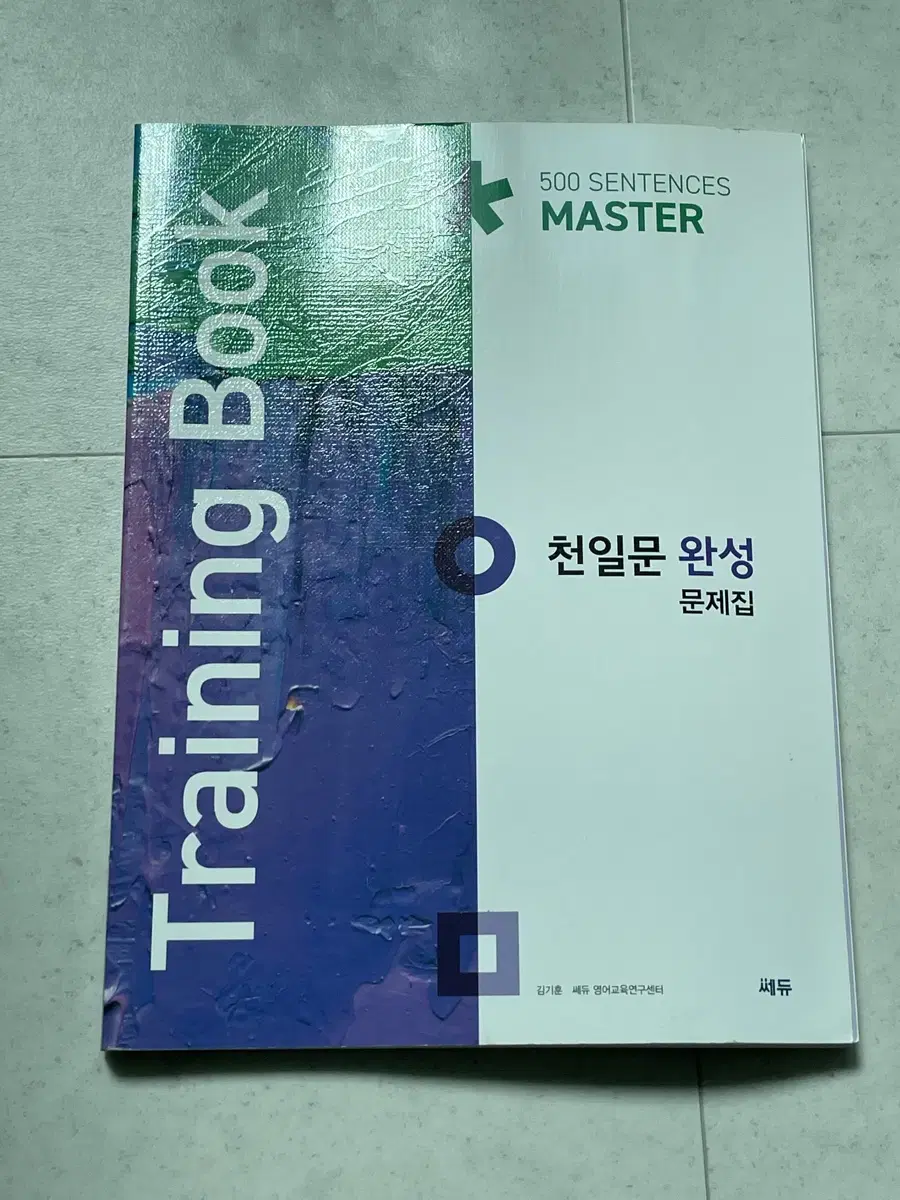 Training Book
500 SENTENCES
MASTER
천일문 완성
문제집
김기훈 쎄듀 영어교육연구센터
쎄듀